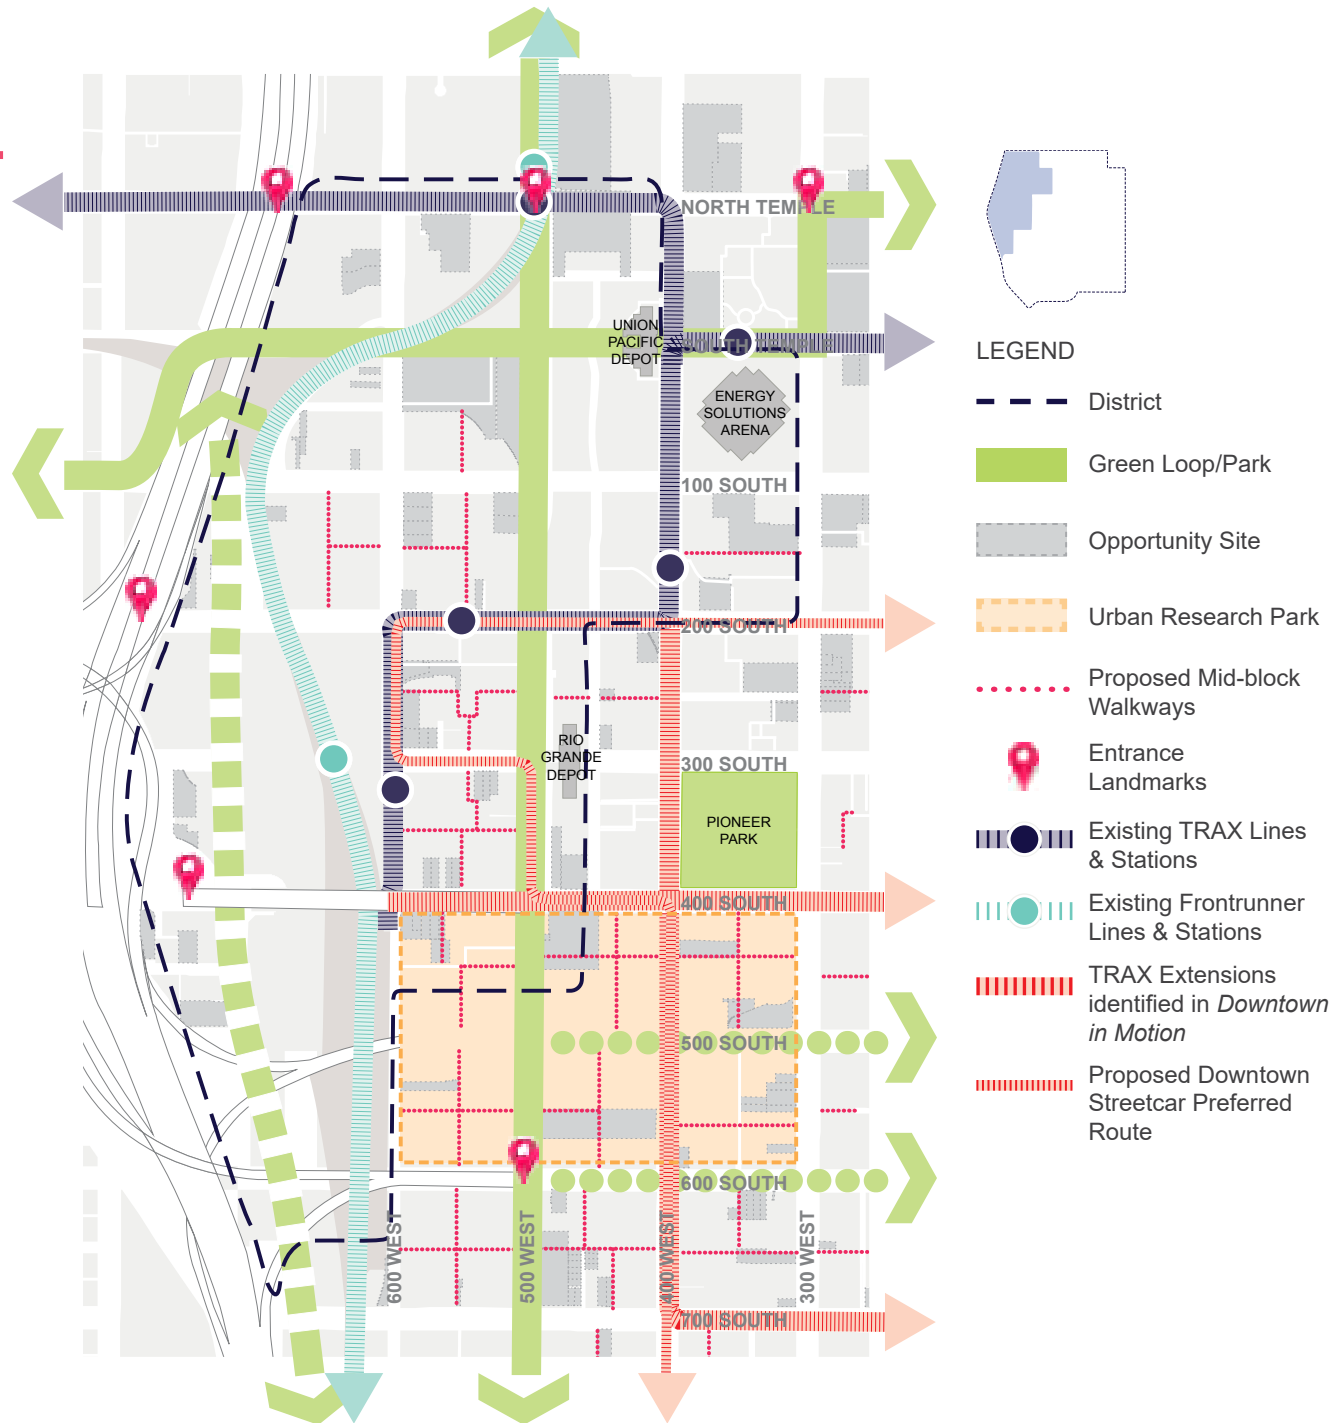 NORTH TEMPLE
UNION
PACIFIC
DEPOT
SOUTH TEMPLE
ENERGY
SOLUTIONS
ARENA
100 SOUTH
200 SOUTH
RIO
GRANDE
DEPOT
300 SOUTH
PIONEER
PARK
400 SOUTH
500 SOUTH
600 SOUTH
600 WEST
500 WEST
400 WEST
300 WEST
700 SOUTH
LEGEND
District
Green Loop/Park
Opportunity Site
Urban Research Park
Proposed Mid-block
Walkways
Entrance
Landmarks
Existing TRAX Lines
& Stations
Existing Frontrunner
Lines & Stations
TRAX Extensions
identified in Downtown
in Motion
Proposed Downtown
Streetcar Preferred
Route